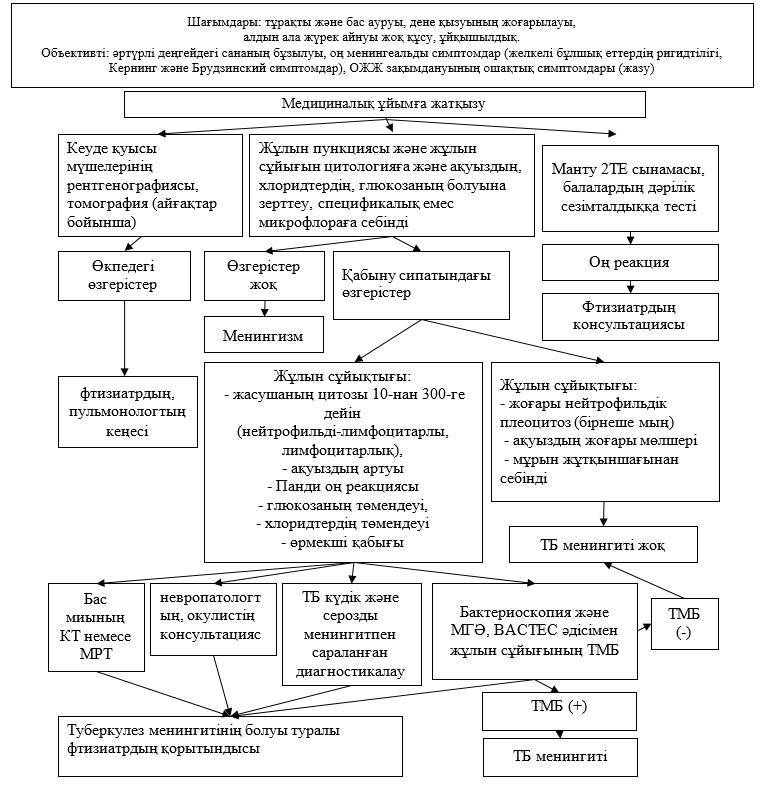 Шағымдары: тұрақты және бас ауруы, дене қызуының жоғарылауы,
алдын ала жүрек айнуы жоқ құсу, ұйқышылдық.
Объективті: әртүрлі деңгейдегі сананың бұзылуы, оң менингеальды симптомдар (желкелі бұлшық еттердің ригидтілігі,
Кернинг және Брудзинский симптомдар), ОЖЖ зақымдануының ошақтық симптомдары (жазу)
Медициналық ұйымға жатқызу
Кеуде қуысы
мүшелерінің
рентгенографиясы,
томография (айғақтар
бойынша)
Жұлын пункциясы және жұлын
сұйығын цитологияға және ақуыздың,
хлоридтердің, глюкозаның болуына
зерттеу, спецификалық емес
микрофлораға себінді
Манту 2ТЕ сынамасы,
балалардың дәрілік
сезімталдыққа тесті
Өкпедегі
өзгерістер
Өзгерістер
жоқ
Қабыну сипатындағы
өзгерістер
Оң реакция
Менингизм
Фтизиатрдың
консультациясы
фтизиатрдың,
пульмонологтың
кеңесі
Жұлын сұйықтығы:
- жасушаның цитозы 10-нан 300-ге
дейін
(нейтрофильді-лимфоцитарлы,
лимфоцитарлық),
- ақуыздың артуы
- Панди оң реакциясы
- глюкозаның төмендеуі,
- хлоридтердің төмендеуі
- өрмекші қабығы
Жұлын сұйықтығы:
- жоғары нейтрофильдік
плеоцитоз (бірнеше мың)
- ақуыздың жоғары мөлшері
- мұрын жұтқыншағынан
себінді
ТБ менингиті жоқ
Бас
миының
КТ немесе
МРТ
невропатологт
ың, окулистің
консультацияс
ТБ күдік және
серозды
менингитпен
сараланған
диагностикалау
Бактериоскопия және
МГӘ, ВАСТЕС әдісімен
жұлын сұйығының ТМБ
ТМБ
(-)
Туберкулез менингитінің болуы туралы
фтизиатрдың қорытындысы
ТМБ (+)
ТБ менингиті